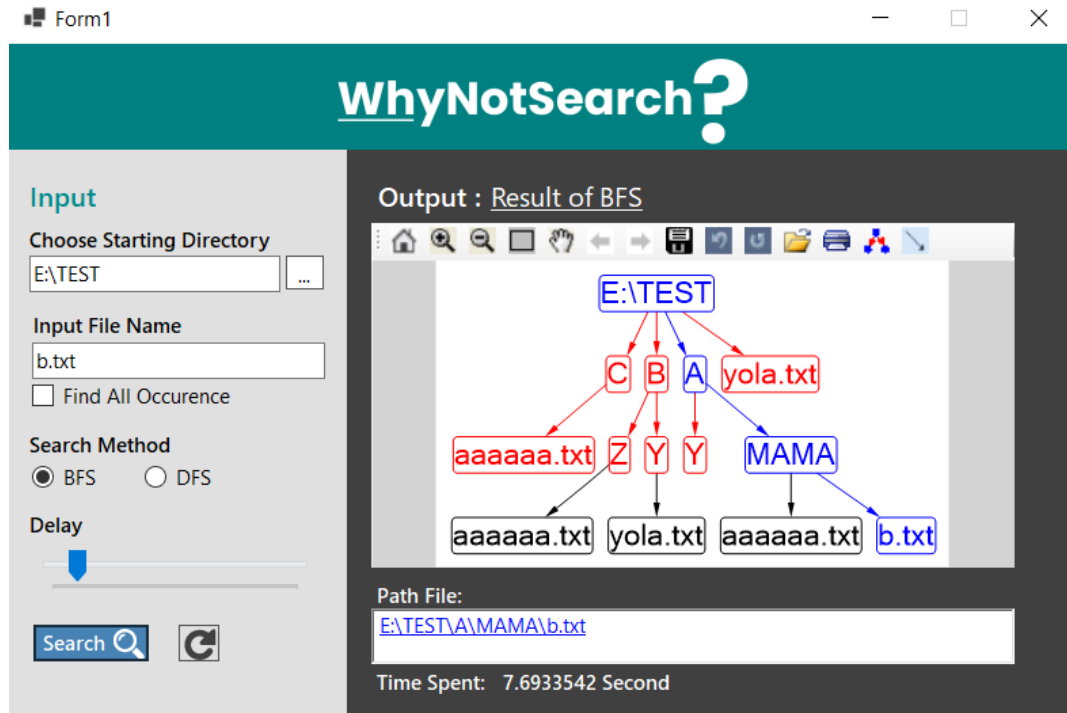 Form1
WhyNotSearch?
Input
Choose Starting Directory
E:\TEST
...
Input File Name
b.txt
Find All Occurence
Search Method
BFS DFS
Delay
Search
Output : Result of BFS
E:\TEST
C B A yola.txt
aaaaaa.txt Z Y Y MAMA
aaaaaa.txt yola.txt aaaaaa.txt b.txt
Path File:
E:\TEST\A\MAMA\b.txt
Time Spent: 7.6933542 Second